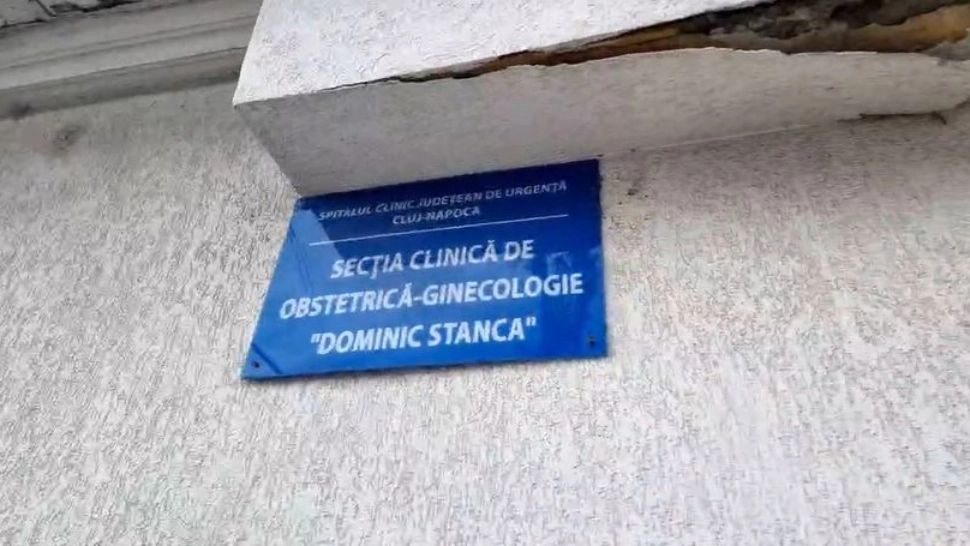 SPITALUL CLINIC JUDEȚEAN DE URGENȚĂ
CLUJ-NAPOCA
SECȚIA CLINICĂ DE
OBSTETRICĂ-GINECOLOGIE
"DOMINIC STANCA"